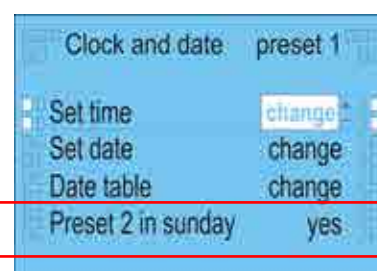 Clock and date preset 1
Set time change
Set date change
Date table change
Preset 2 in sunday yes